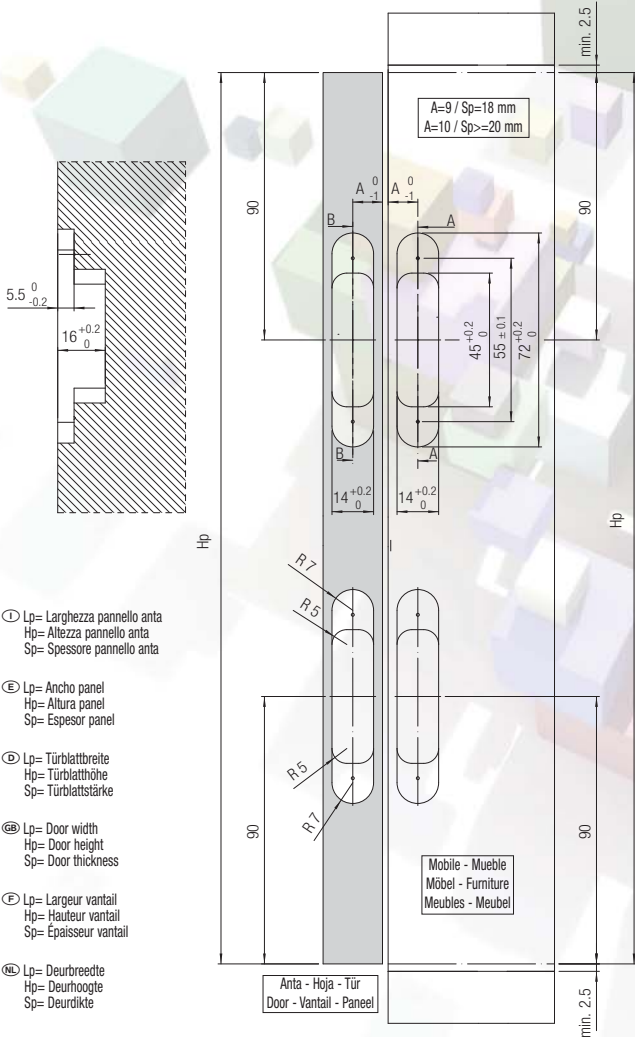 min. 2.5
A=9 / Sp=18 mm
A=10 / Sp>=20 mm
A 0 -1
A 0 -1
90
90
B
A
5.5 0 -0.2
16 +0.2 0
45 +0.2 0
55 ± 0.1
72 +0.2 0
B
A
14 +0.2 0
14 +0.2 0
Hp
Hp
R 7
R 5
I Lp= Larghezza pannello anta
Hp= Altezza pannello anta
Sp= Spessore pannello anta
E Lp= Ancho panel
Hp= Altura panel
Sp= Espesor panel
D Lp= Türblattbreite
Hp= Türblatthöhe
Sp= Türblattstärke
R 5
R 7
90
90
GB Lp= Door width
Hp= Door height
Sp= Door thickness
Mobile - Mueble
Möbel - Furniture
Meubles - Meubel
F Lp= Largeur vantail
Hp= Hauteur vantail
Sp= Épaisseur vantail
NL Lp= Deurbreedte
Hp= Deurhoogte
Sp= Deurdikte
Anta - Hoja - Tür
Door - Vantail - Paneel
min. 2.5